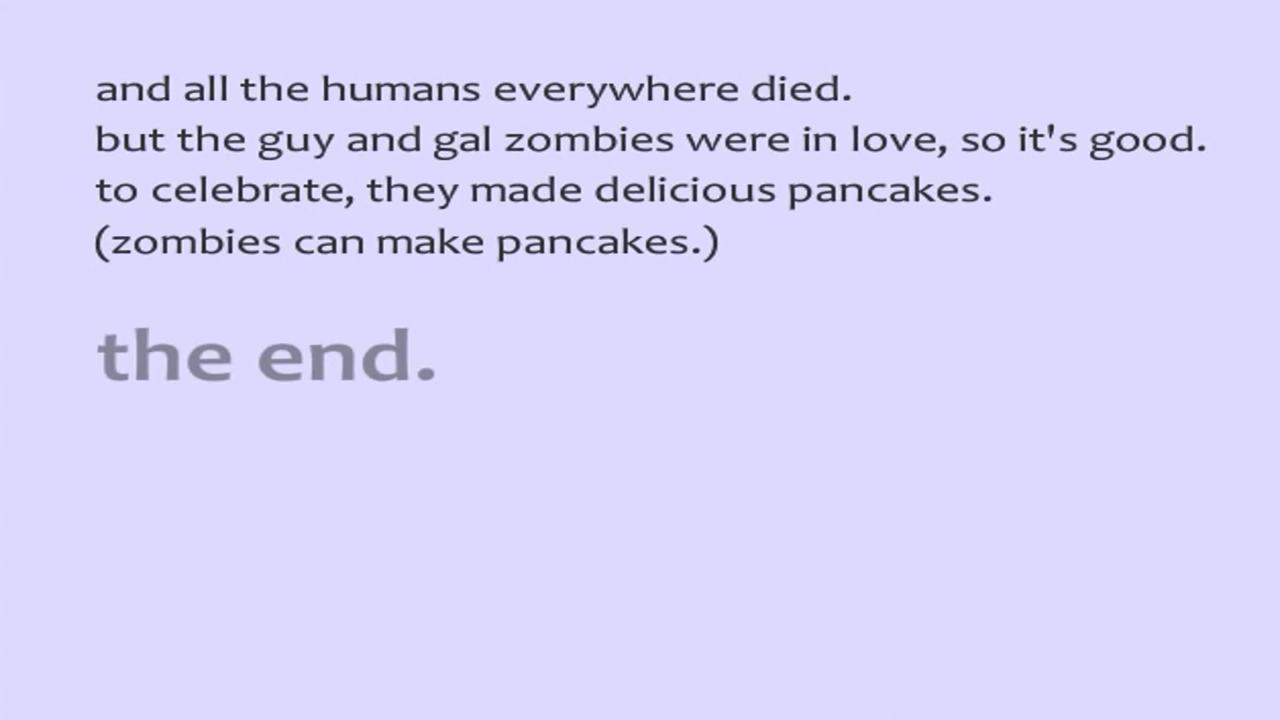 and all the humans everywhere died.
but the guy and gal zombies were in love, so it's good.
to celebrate, they made delicious pancakes.
(zombies can make pancakes.)
the end.